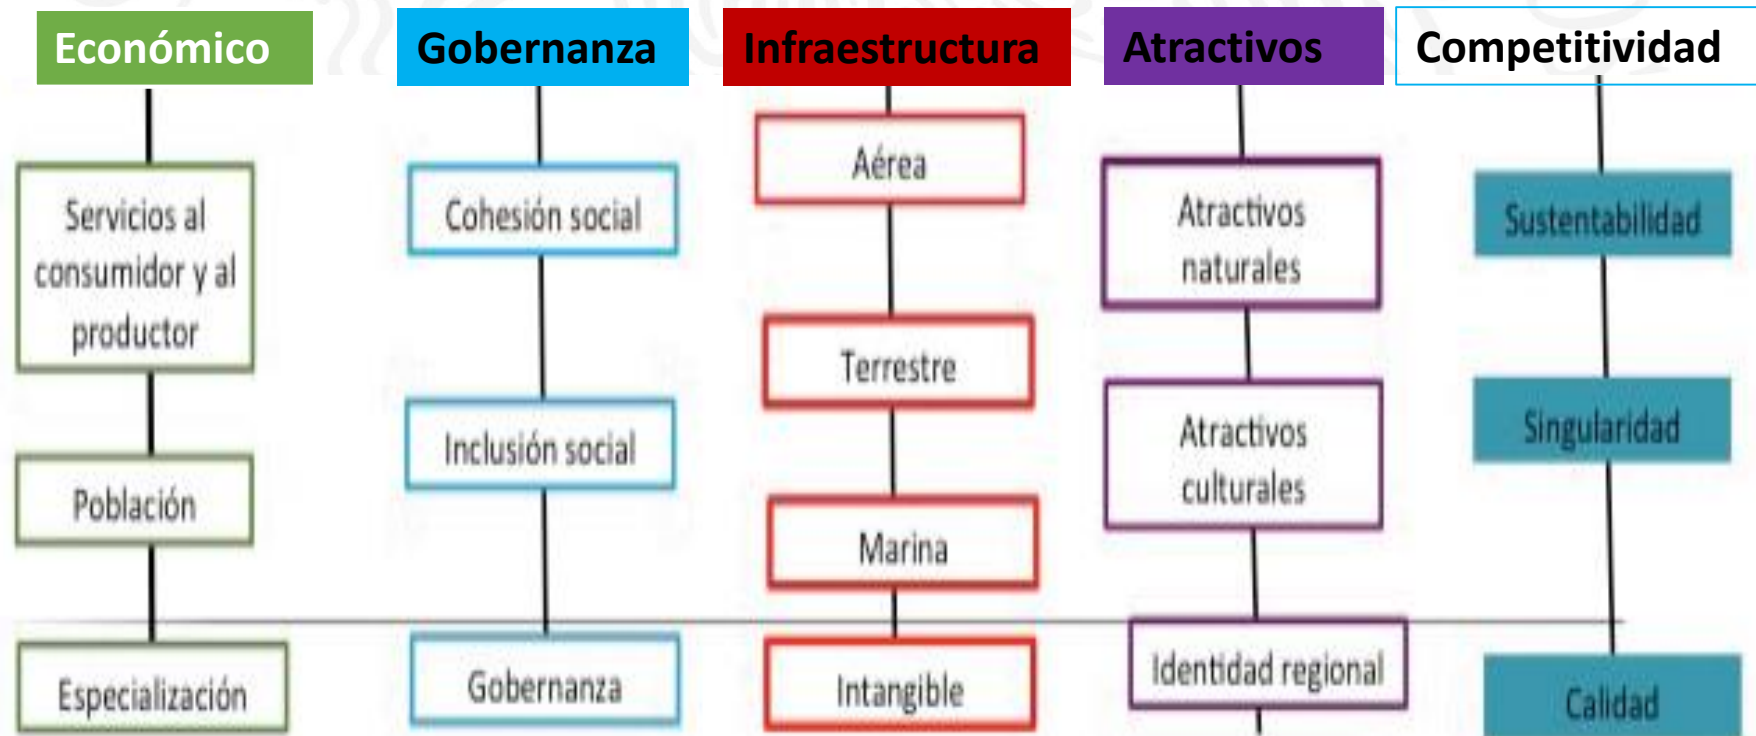 Económico
Gobernanza
Infraestructura
Atractivos
Competitividad
Servicios al
consumidor y al
productor
Población
Especialización
Cohesión social
Inclusión social
Gobernanza
Aérea
Terrestre
Marina
Intangible
Atractivos
naturales
Atractivos
culturales
Identidad regional
Sustentabilidad
Singularidad
Calidad